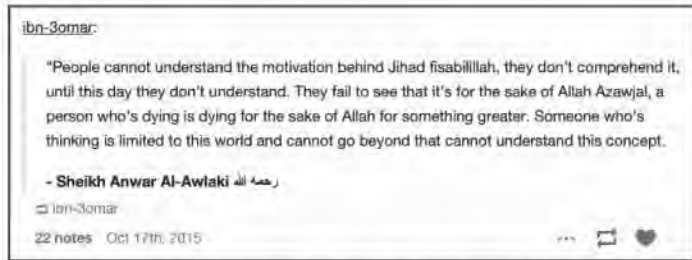 ibn-3omar:
"People cannot understand the motivation behind Jihad fisabilillah, they don't comprehend it,
until this day they don't understand. They fail to see that it's for the sake of Allah Azawjal, a
person who's dying is dying for the sake of Allah for something greater. Someone who's
thinking is limited to this world and cannot go beyond that cannot understand this concept.
- Sheikh Anwar Al-Awlaki رحمه الله
ibn-3omar
22 notes Oct 17th, 2015